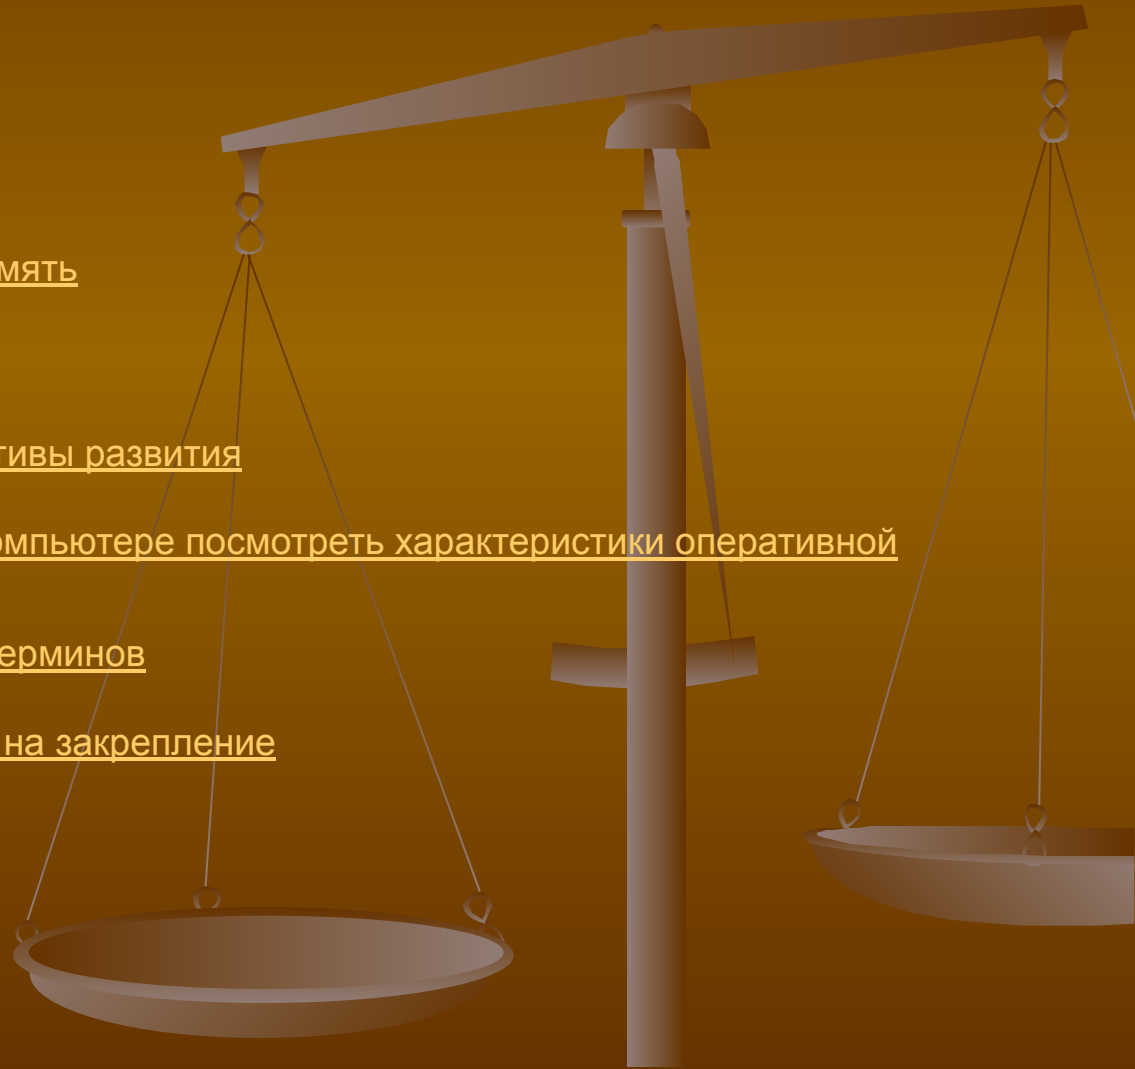 мять
тивы развития
омпьютере посмотреть характеристики оперативной
ерминов
на закрепление